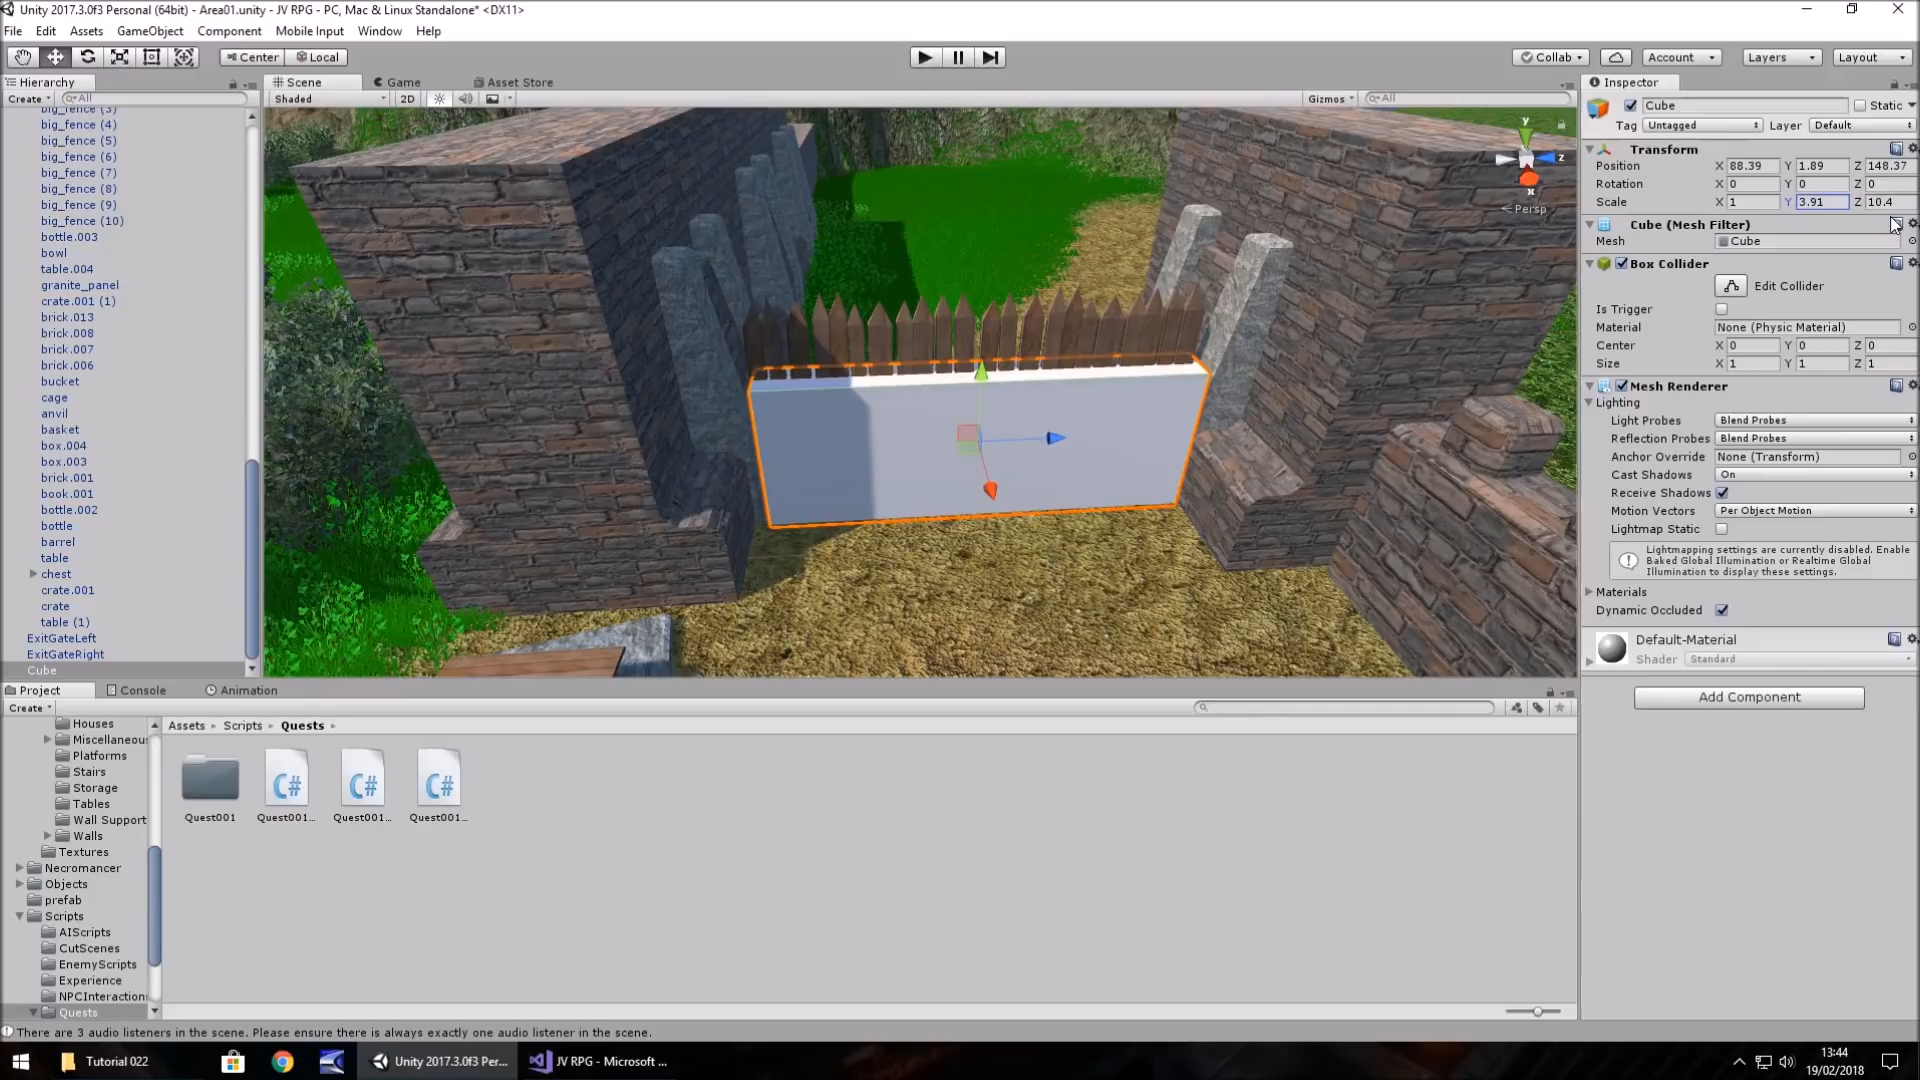 Unity 2017.3.0f3 Personal (64bit) - Area01.unity - JV RPG - PC, Mac & Linux Standalone* <DX11>
File Edit Assets GameObject Component Mobile Input Window Help
Center Local Collab Account Layers Layout
Hierarchy
Create All
big_fence (3)
big_fence (4)
big_fence (5)
big_fence (6)
big_fence (7)
big_fence (8)
big_fence (9)
big_fence (10)
bottle.003
bowl
table.004
granite_panel
crate.001 (1)
brick.013
brick.008
brick.007
brick.006
bucket
cage
anvil
basket
box.004
box.003
brick.001
book.001
bottle.002
bottle
barrel
table
chest
crate.001
crate
table (1)
ExitGateLeft
ExitGateRight
Cube
Scene Game Asset Store
Shaded 2D Gizmos All
y
z
x
Persp
Inspector
Cube Static
Tag Untagged Layer Default
Transform
Position X 88.39 Y 1.89 Z 148.37
Rotation X 0 Y 0 Z 0
Scale X 1 Y 3.91 Z 10.4
Cube (Mesh Filter)
Mesh Cube
Box Collider
Edit Collider
Is Trigger
Material None (Physic Material)
Center X 0 Y 0 Z 0
Size X 1 Y 1 Z 1
Mesh Renderer
Lighting
Light Probes Blend Probes
Reflection Probes Blend Probes
Anchor Override None (Transform)
Cast Shadows On
Receive Shadows
Motion Vectors Per Object Motion
Lightmap Static
Lightmapping settings are currently disabled. Enable
Baked Global Illumination or Realtime Global
Illumination to display these settings.
Materials
Dynamic Occluded
Default-Material
Shader Standard
Add Component
Project Console Animation
Create
Houses
Miscellaneou
Platforms
Stairs
Storage
Tables
Wall Support
Walls
Textures
Necromancer
Objects
prefab
Scripts
AIScripts
CutScenes
EnemyScripts
Experience
NPCInteraction
Quests
Assets Scripts Quests
C# C# C#
Quest001 Quest001... Quest001... Quest001...
There are 3 audio listeners in the scene. Please ensure there is always exactly one audio listener in the scene.
Tutorial 022 Unity 2017.3.0f3 Per... JV RPG - Microsoft ...
13:44
19/02/2018